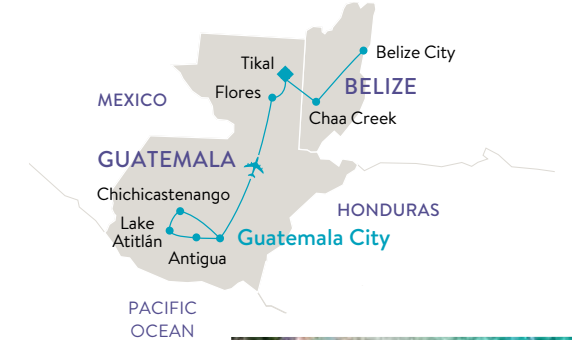 Tikal
Belize City
Flores
BELIZE
MEXICO
Chaa Creek
GUATEMALA
Chichicastenango
HONDURAS
Lake
Atitlán
Guatemala City
Antigua
PACIFIC
OCEAN